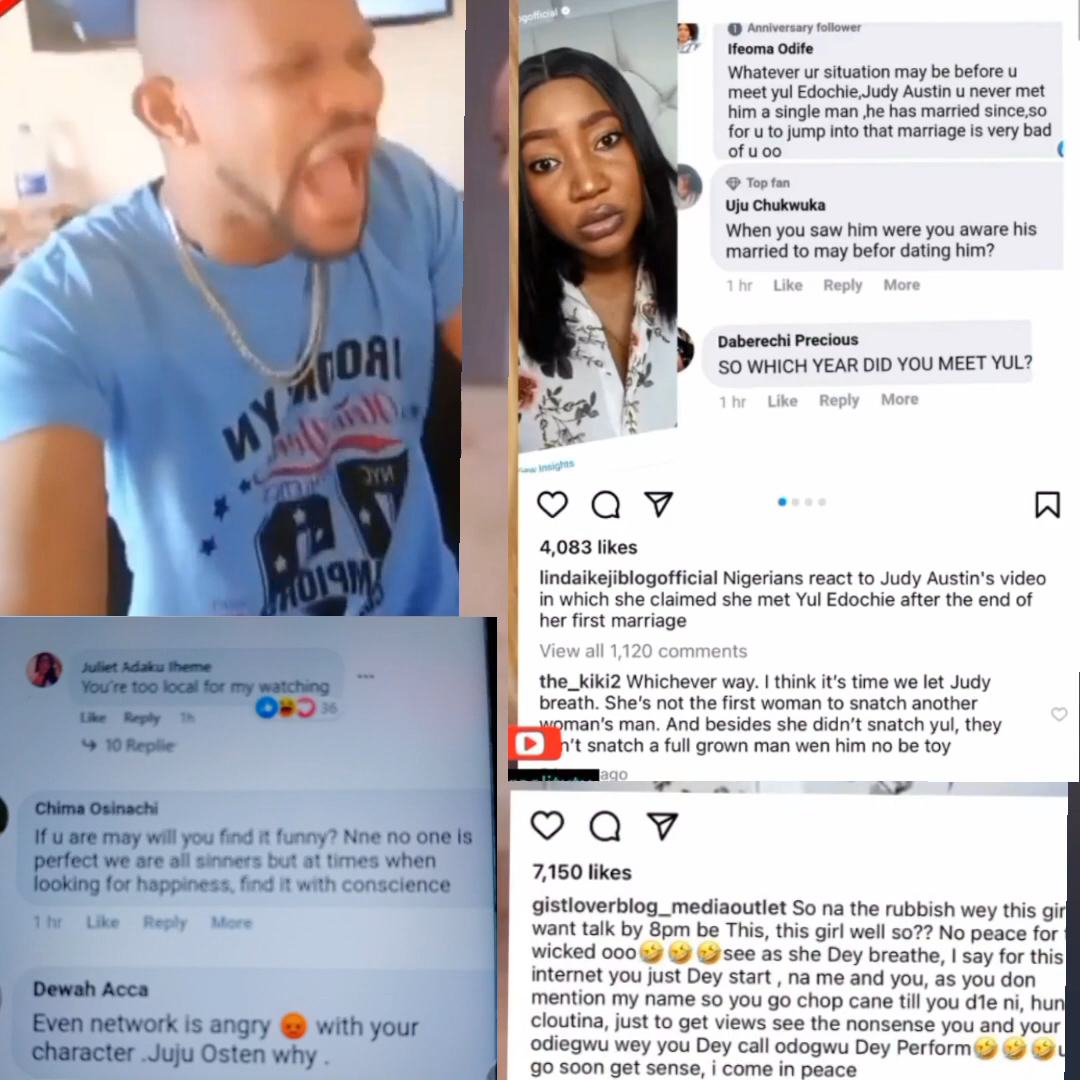 gofficial
Anniversary follower
Ifeoma Odife
Whatever ur situation may be before u
meet yul Edochie,Judy Austin u never met
him a single man ,he has married since,so
for u to jump into that marriage is very bad
of u oo
Top fan
Uju Chukwuka
When you saw him were you aware his
married to may befor dating him?
1 hr Like Reply More
Daberechi Precious
SO WHICH YEAR DID YOU MEET YUL?
1 hr Like Reply More
Insights
4,083 likes
lindaikejiblogofficial Nigerians react to Judy Austin's video
in which she claimed she met Yul Edochie after the end of
her first marriage
View all 1,120 comments
the_kiki2 Whichever way. I think it's time we let Judy
breath. She's not the first woman to snatch another
woman's man. And besides she didn't snatch yul, they
n't snatch a full grown man wen him no be toy
ago
NY
NYC
Juliet Adaku Iheme
You're too local for my watching
Like Reply 1h 36
10 Replie
Chima Osinachi
If u are may will you find it funny? Nne no one is
perfect we are all sinners but at times when
looking for happiness, find it with conscience
1 hr Like Reply More
Dewah Acca
Even network is angry 😡 with your
character .Juju Osten why .
7,150 likes
gistloverblog_mediaoutlet So na the rubbish wey this gir
want talk by 8pm be This, this girl well so?? No peace for
wicked ooo🤣🤣🤣see as she Dey breathe, I say for this
internet you just Dey start , na me and you, as you don
mention my name so you go chop cane till you d1e ni, hun
cloutina, just to get views see the nonsense you and your
odiegwu wey you Dey call odogwu Dey Perform🤣🤣🤣u
go soon get sense, i come in peace